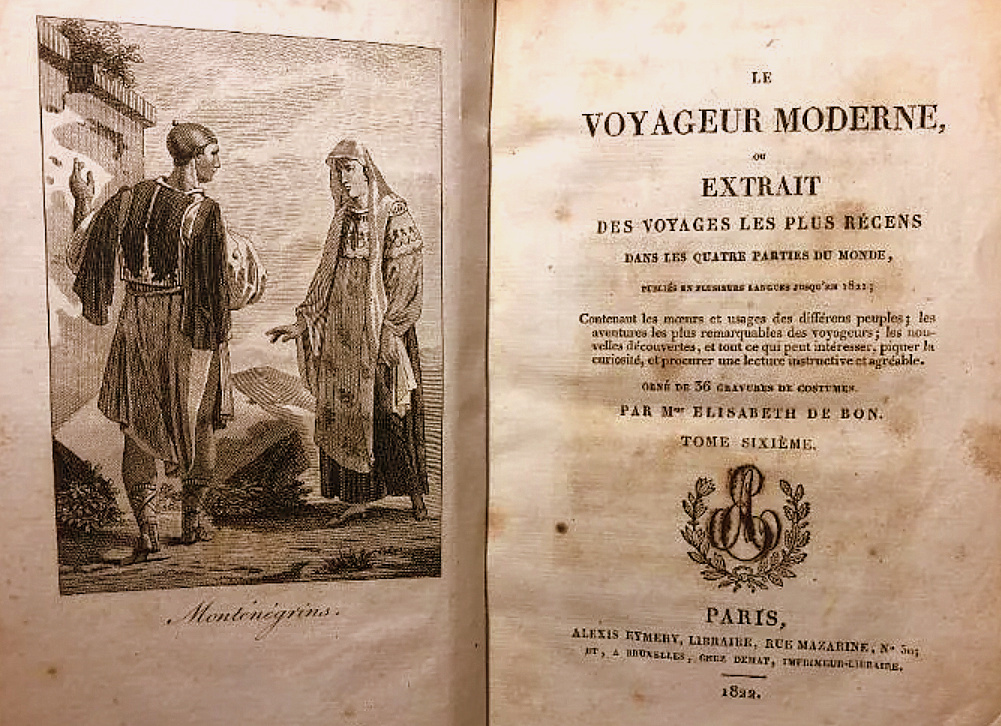 Monténégrins.
LE
VOYAGEUR MODERNE,
OU
EXTRAIT
DES VOYAGES LES PLUS RÉCENS
DANS LES QUATRE PARTIES DU MONDE,
PUBLIÉS EN PLUSIEURS LANGUES JUSQU'EN 1821;
Contenant les mœurs et usages des différens peuples; les
aventures les plus remarquables des voyageurs; les nou-
velles découvertes, et tout ce qui peut intéresser, piquer la
curiosité, et procurer une lecture instructive et agréable.
ORNÉ DE 36 GRAVURES DE COSTUMES.
PAR Mme ELISABETH DE BON.
TOME SIXIÈME.
PARIS,
ALEXIS EYMERY, LIBRAIRE, RUE MAZARINE, No 30;
ET, A BRUXELLES, CHEZ DEMAT, IMPRIMEUR-LIBRAIRE.
1822.